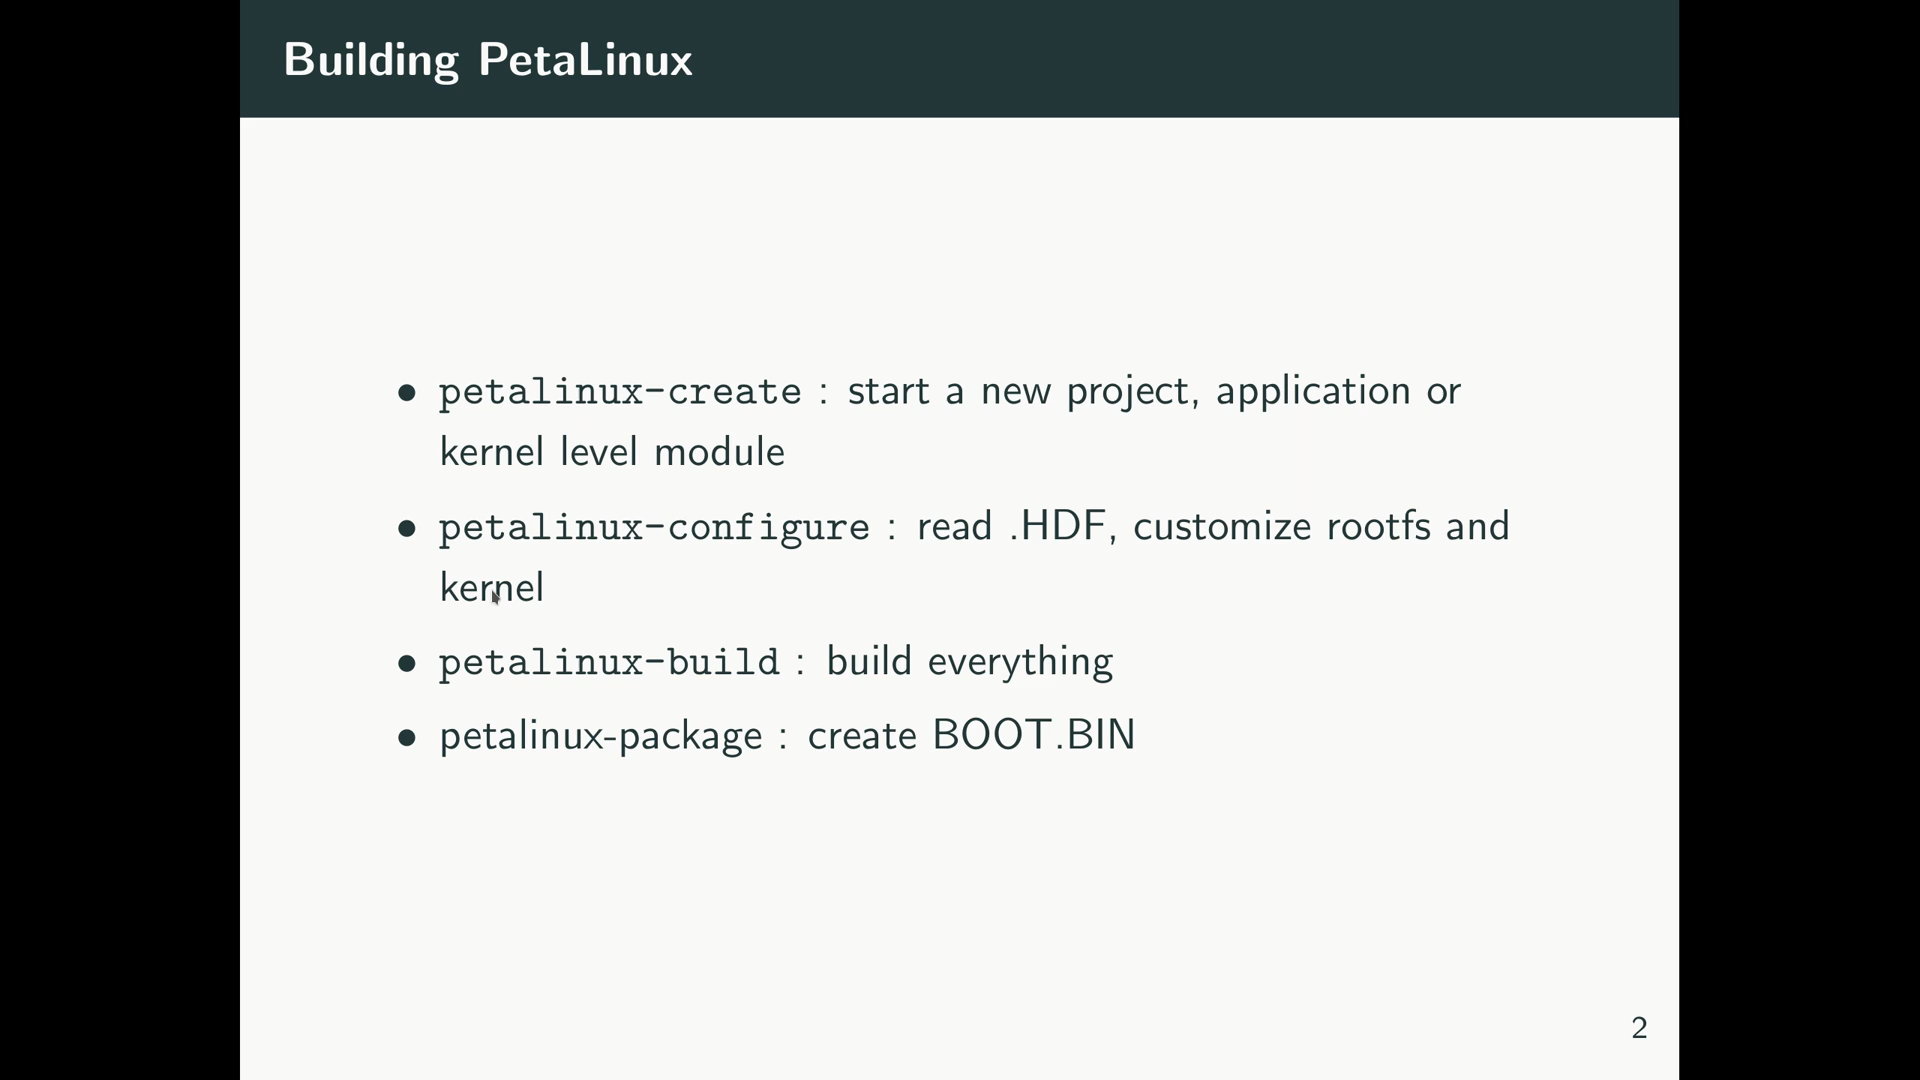 Building PetaLinux
• petalinux-create : start a new project, application or
kernel level module
• petalinux-configure : read .HDF, customize rootfs and
kernel
• petalinux-build : build everything
• petalinux-package : create BOOT.BIN
2